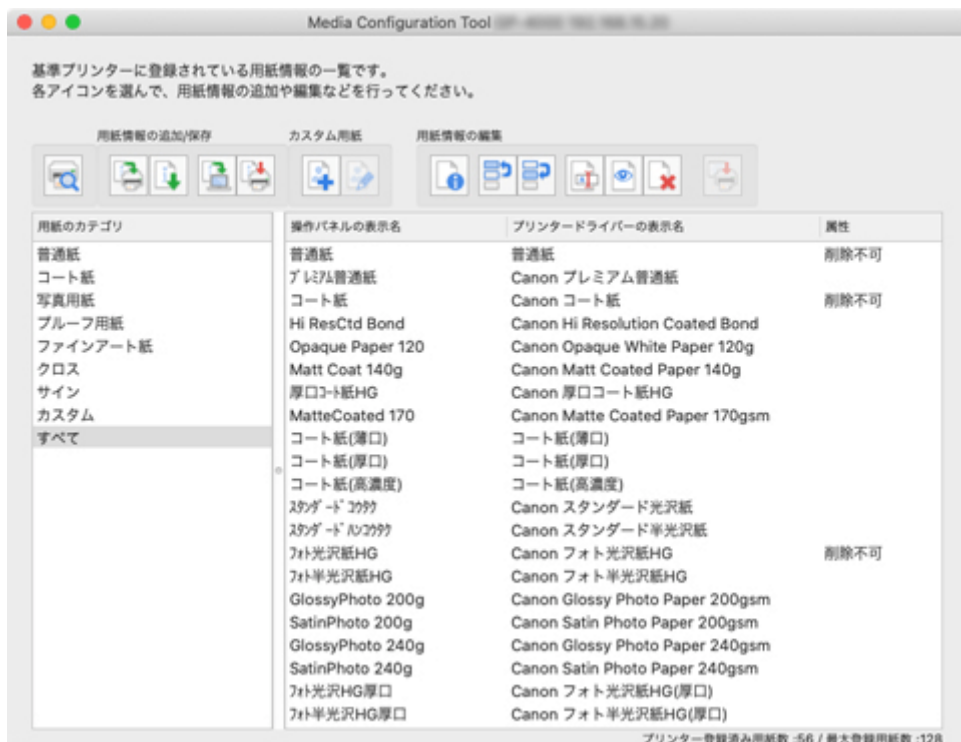 Media Configuration Tool
基準プリンターに登録されている用紙情報の一覧です。
各アイコンを選んで、用紙情報の追加や編集などを行ってください。
用紙情報の追加/保存 カスタム用紙 用紙情報の編集
用紙のカテゴリ 操作パネルの表示名 プリンタードライバーの表示名 属性
普通紙 普通紙 普通紙 削除不可
コート紙 プレミアム普通紙 Canon プレミアム普通紙
写真用紙 コート紙 Canon コート紙 削除不可
プルーフ用紙 Hi ResCtd Bond Canon Hi Resolution Coated Bond
ファインアート紙 Opaque Paper 120 Canon Opaque White Paper 120g
クロス Matt Coat 140g Canon Matt Coated Paper 140g
サイン 厚口コート紙HG Canon 厚口コート紙HG
カスタム MatteCoated 170 Canon Matte Coated Paper 170gsm
すべて コート紙(薄口) コート紙(薄口)
コート紙(厚口) コート紙(厚口)
コート紙(高濃度) コート紙(高濃度)
スタンダードコウタク Canon スタンダード光沢紙
スタンダードハンコウタク Canon スタンダード半光沢紙
フォト光沢紙HG Canon フォト光沢紙HG 削除不可
フォト半光沢紙HG Canon フォト半光沢紙HG
GlossyPhoto 200g Canon Glossy Photo Paper 200gsm
SatinPhoto 200g Canon Satin Photo Paper 200gsm
GlossyPhoto 240g Canon Glossy Photo Paper 240gsm
SatinPhoto 240g Canon Satin Photo Paper 240gsm
フォト光沢HG厚口 Canon フォト光沢紙HG(厚口)
フォト半光沢HG厚口 Canon フォト半光沢紙HG(厚口)
プリンター登録済み用紙数 :56 / 最大登録用紙数 :128